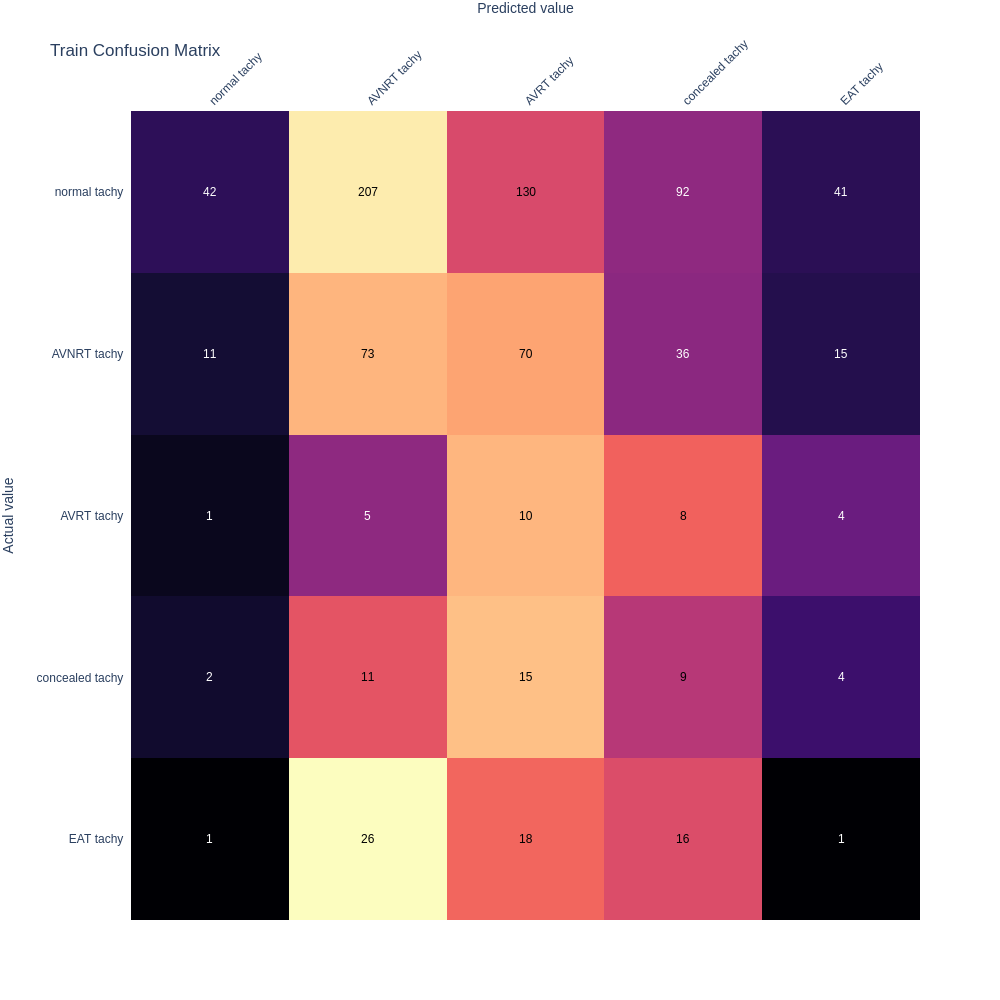 Predicted value
Train Confusion Matrix
normal tachy
AVNRT tachy
AVRT tachy
concealed tachy
EAT tachy
Actual value
normal tachy 42 207 130 92 41
AVNRT tachy 11 73 70 36 15
AVRT tachy 1 5 10 8 4
concealed tachy 2 11 15 9 4
EAT tachy 1 26 18 16 1